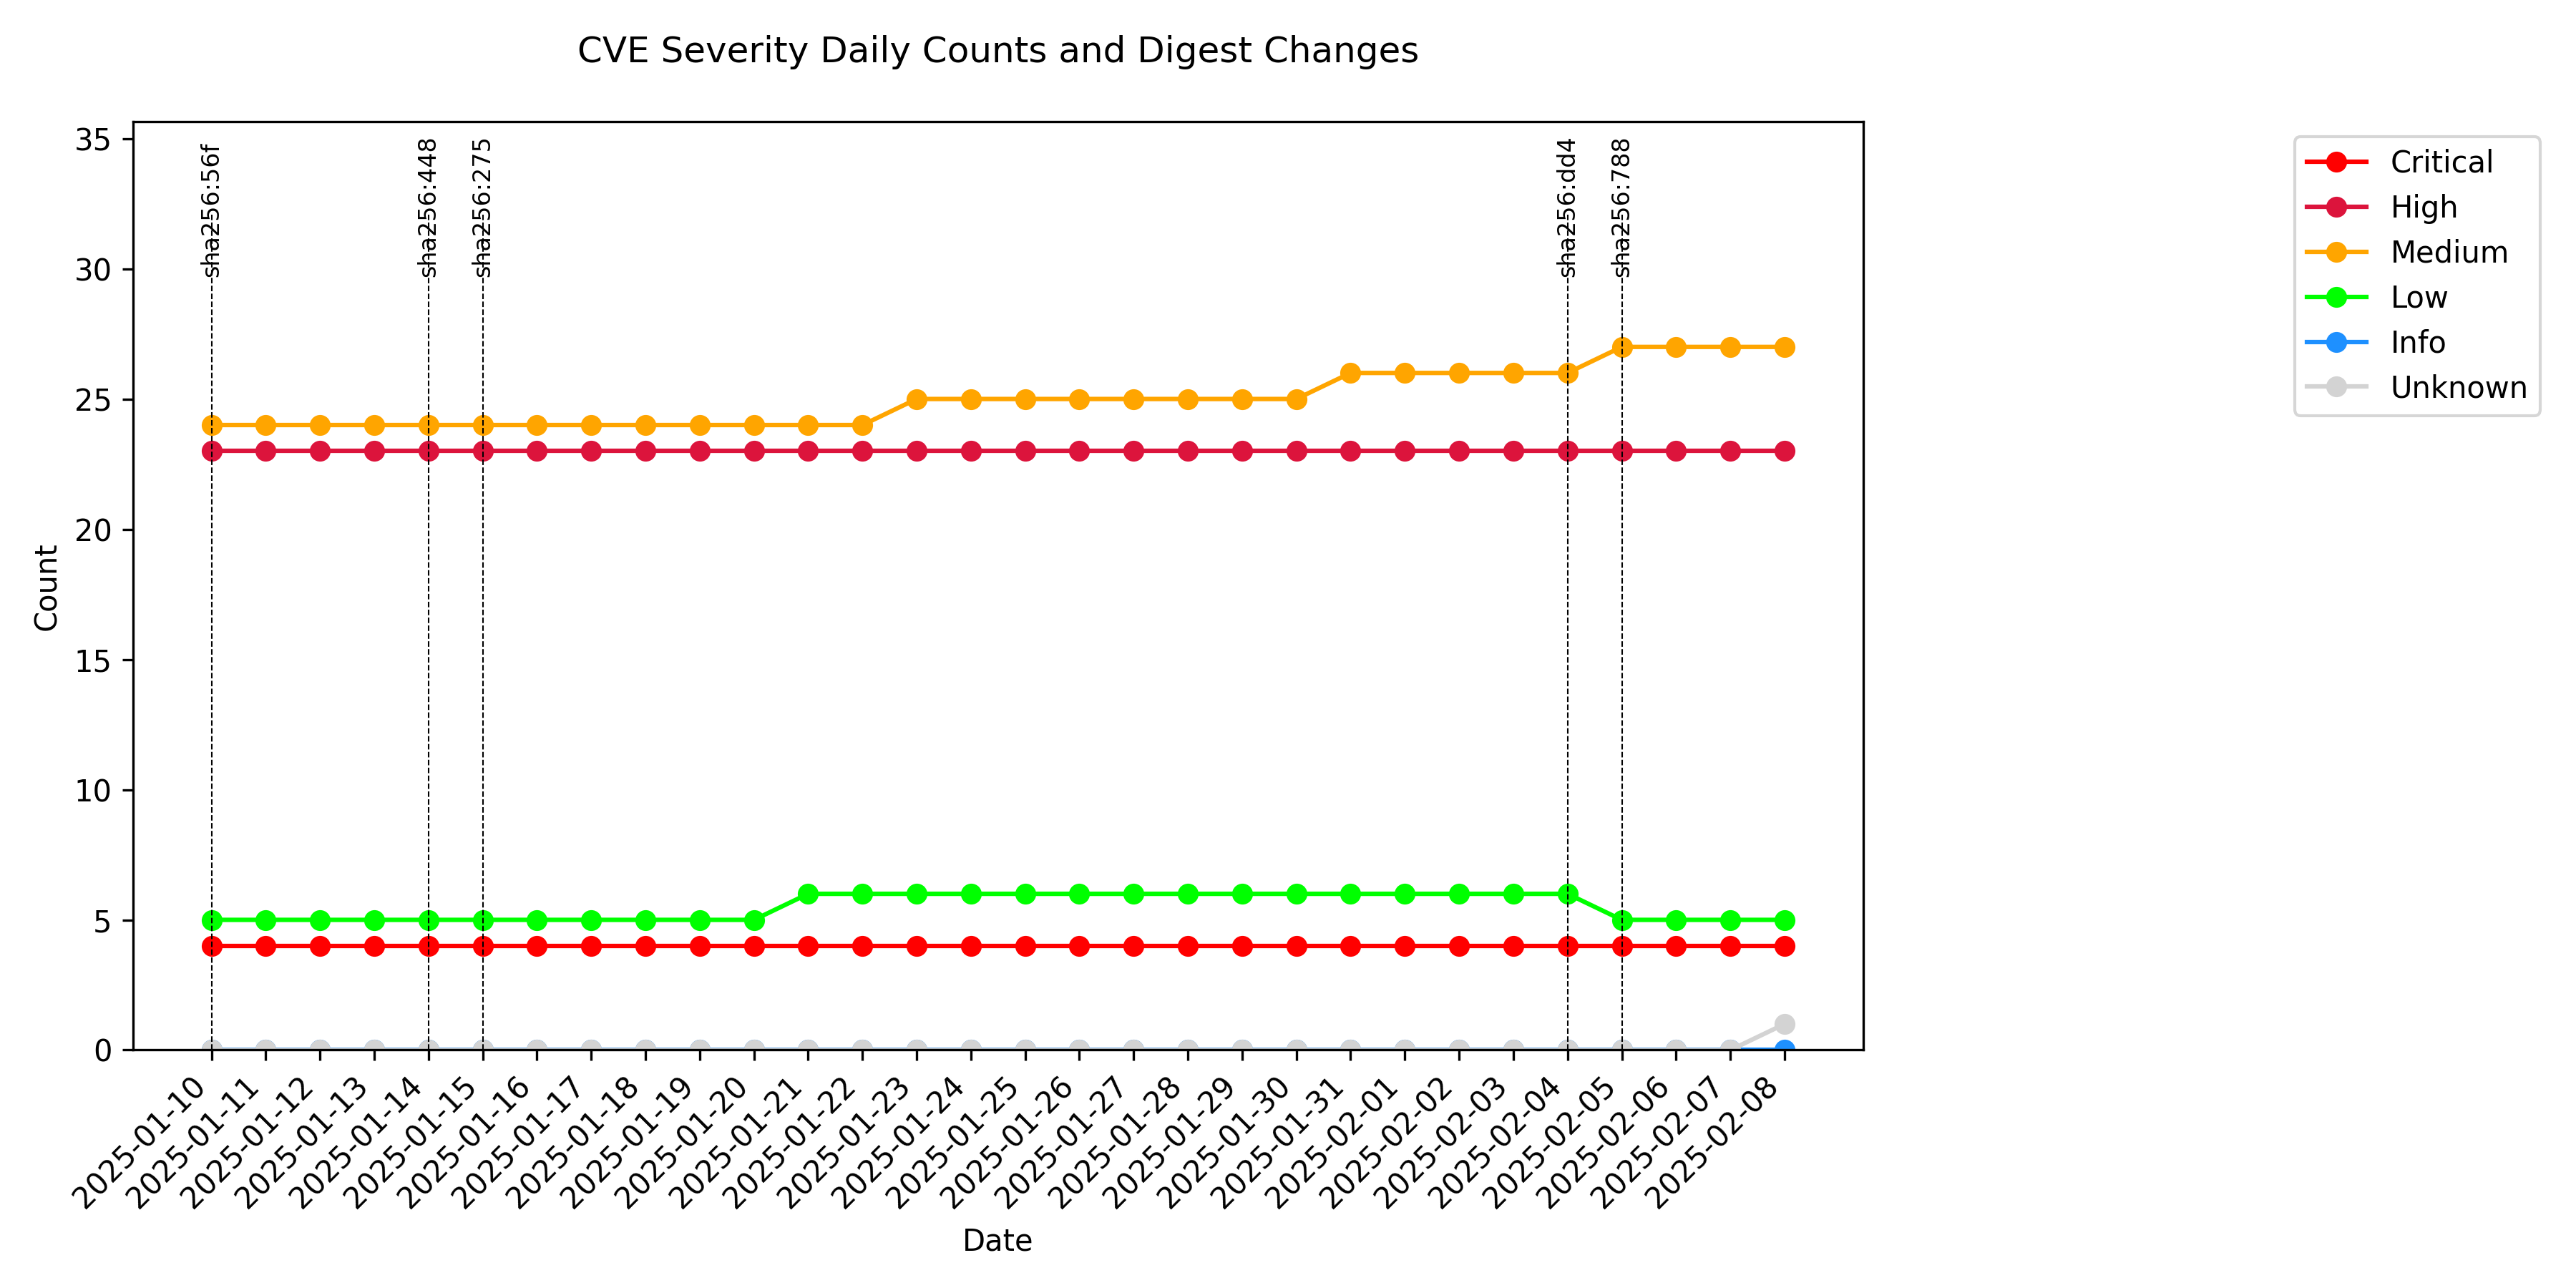 CVE Severity Daily Counts and Digest Changes
35
30
25
20
15
10
5
0
Count
sha256:56f
sha256:448
sha256:275
sha256:dd4
sha256:788
Critical
High
Medium
Low
Info
Unknown
2025-01-10
2025-01-11
2025-01-12
2025-01-13
2025-01-14
2025-01-15
2025-01-16
2025-01-17
2025-01-18
2025-01-19
2025-01-20
2025-01-21
2025-01-22
2025-01-23
2025-01-24
2025-01-25
2025-01-26
2025-01-27
2025-01-28
2025-01-29
2025-01-30
2025-01-31
2025-02-01
2025-02-02
2025-02-03
2025-02-04
2025-02-05
2025-02-06
2025-02-07
2025-02-08
Date